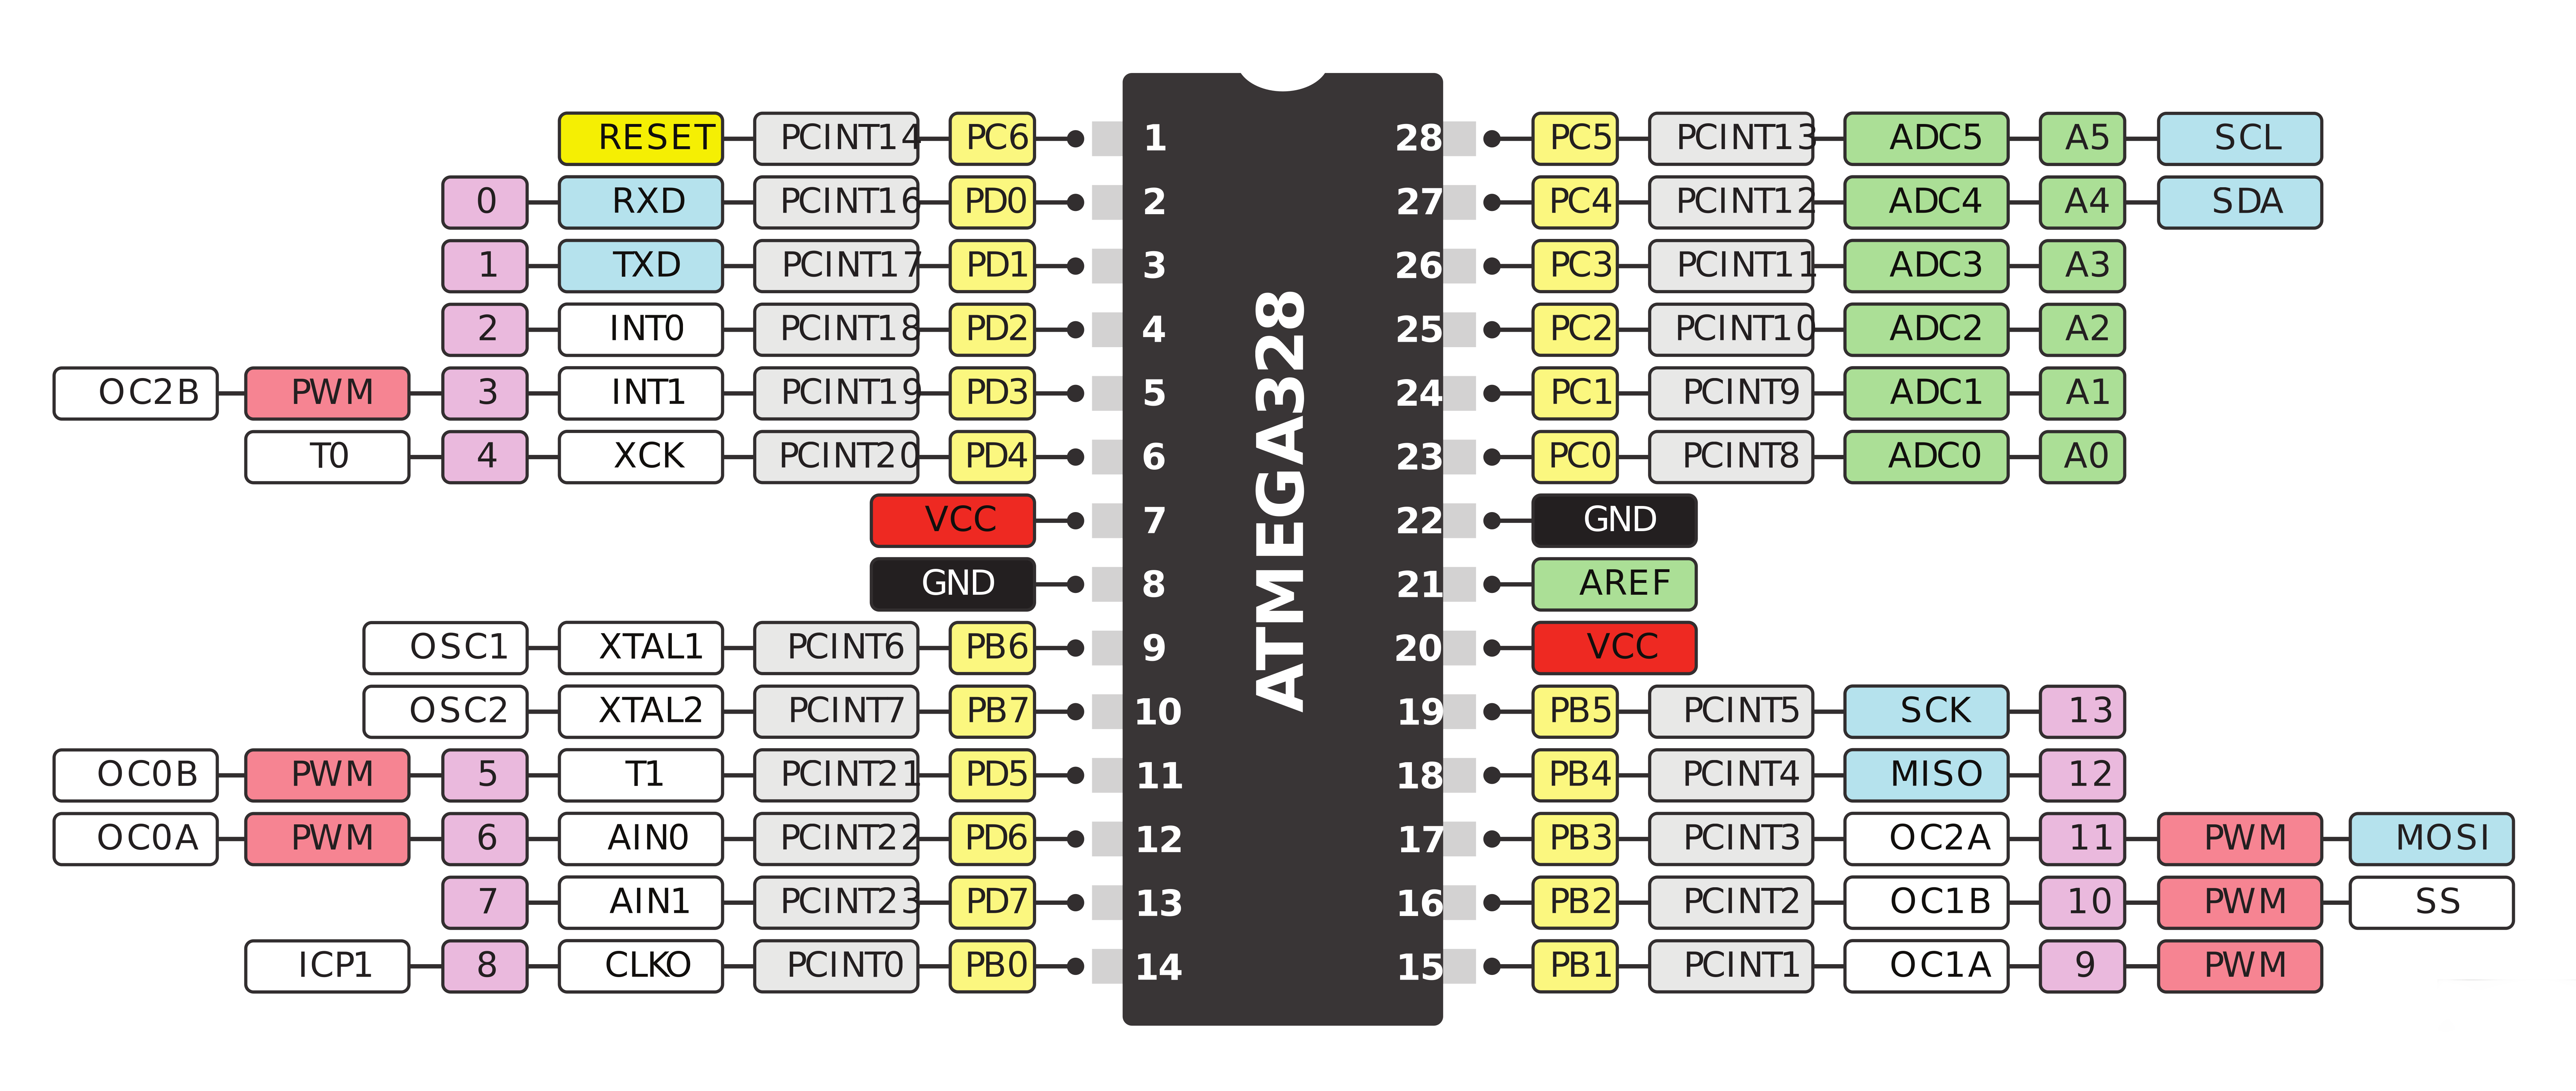 RESET PCINT14 PC6 1 28 PC5 PCINT13 ADC5 A5 SCL
0 RXD PCINT16 PD0 2 27 PC4 PCINT12 ADC4 A4 SDA
1 TXD PCINT17 PD1 3 26 PC3 PCINT11 ADC3 A3
2 INT0 PCINT18 PD2 4 25 PC2 PCINT10 ADC2 A2
OC2B PWM 3 INT1 PCINT19 PD3 5 24 PC1 PCINT9 ADC1 A1
T0 4 XCK PCINT20 PD4 6 23 PC0 PCINT8 ADC0 A0
VCC 7 22 GND
GND 8 21 AREF
OSC1 XTAL1 PCINT6 PB6 9 20 VCC
OSC2 XTAL2 PCINT7 PB7 10 19 PB5 PCINT5 SCK 13
OC0B PWM 5 T1 PCINT21 PD5 11 18 PB4 PCINT4 MISO 12
OC0A PWM 6 AIN0 PCINT22 PD6 12 17 PB3 PCINT3 OC2A 11 PWM MOSI
7 AIN1 PCINT23 PD7 13 16 PB2 PCINT2 OC1B 10 PWM SS
ICP1 8 CLKO PCINT0 PB0 14 15 PB1 PCINT1 OC1A 9 PWM
ATMEGA328